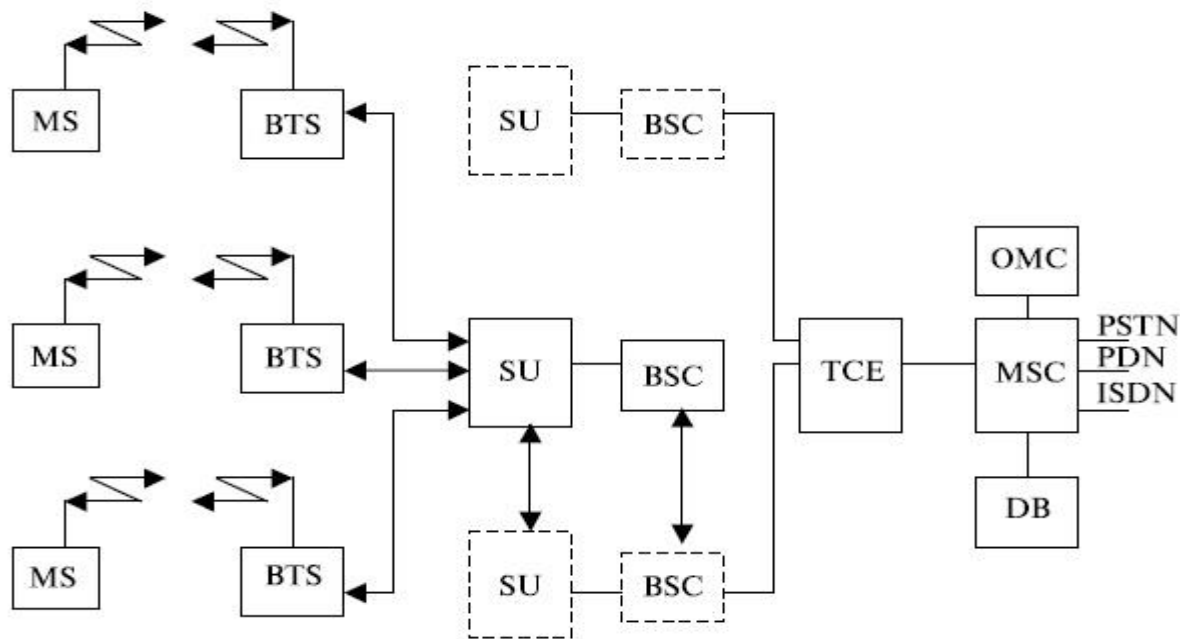 MS
BTS
SU
BSC
OMC
MS
BTS
SU
BSC
TCE
MSC
PSTN
PDN
ISDN
DB
MS
BTS
SU
BSC